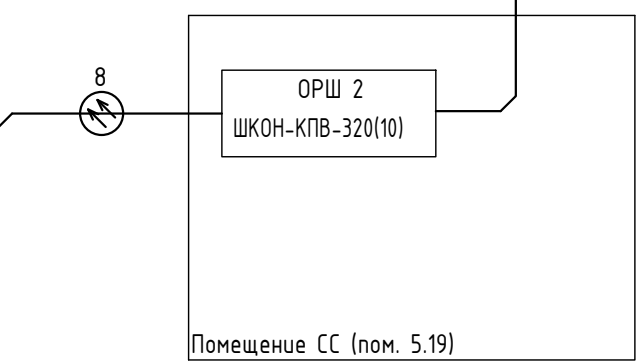 8
ОРШ 2
ШКОН-КПВ-320(10)
Помещение СС (пом. 5.19)